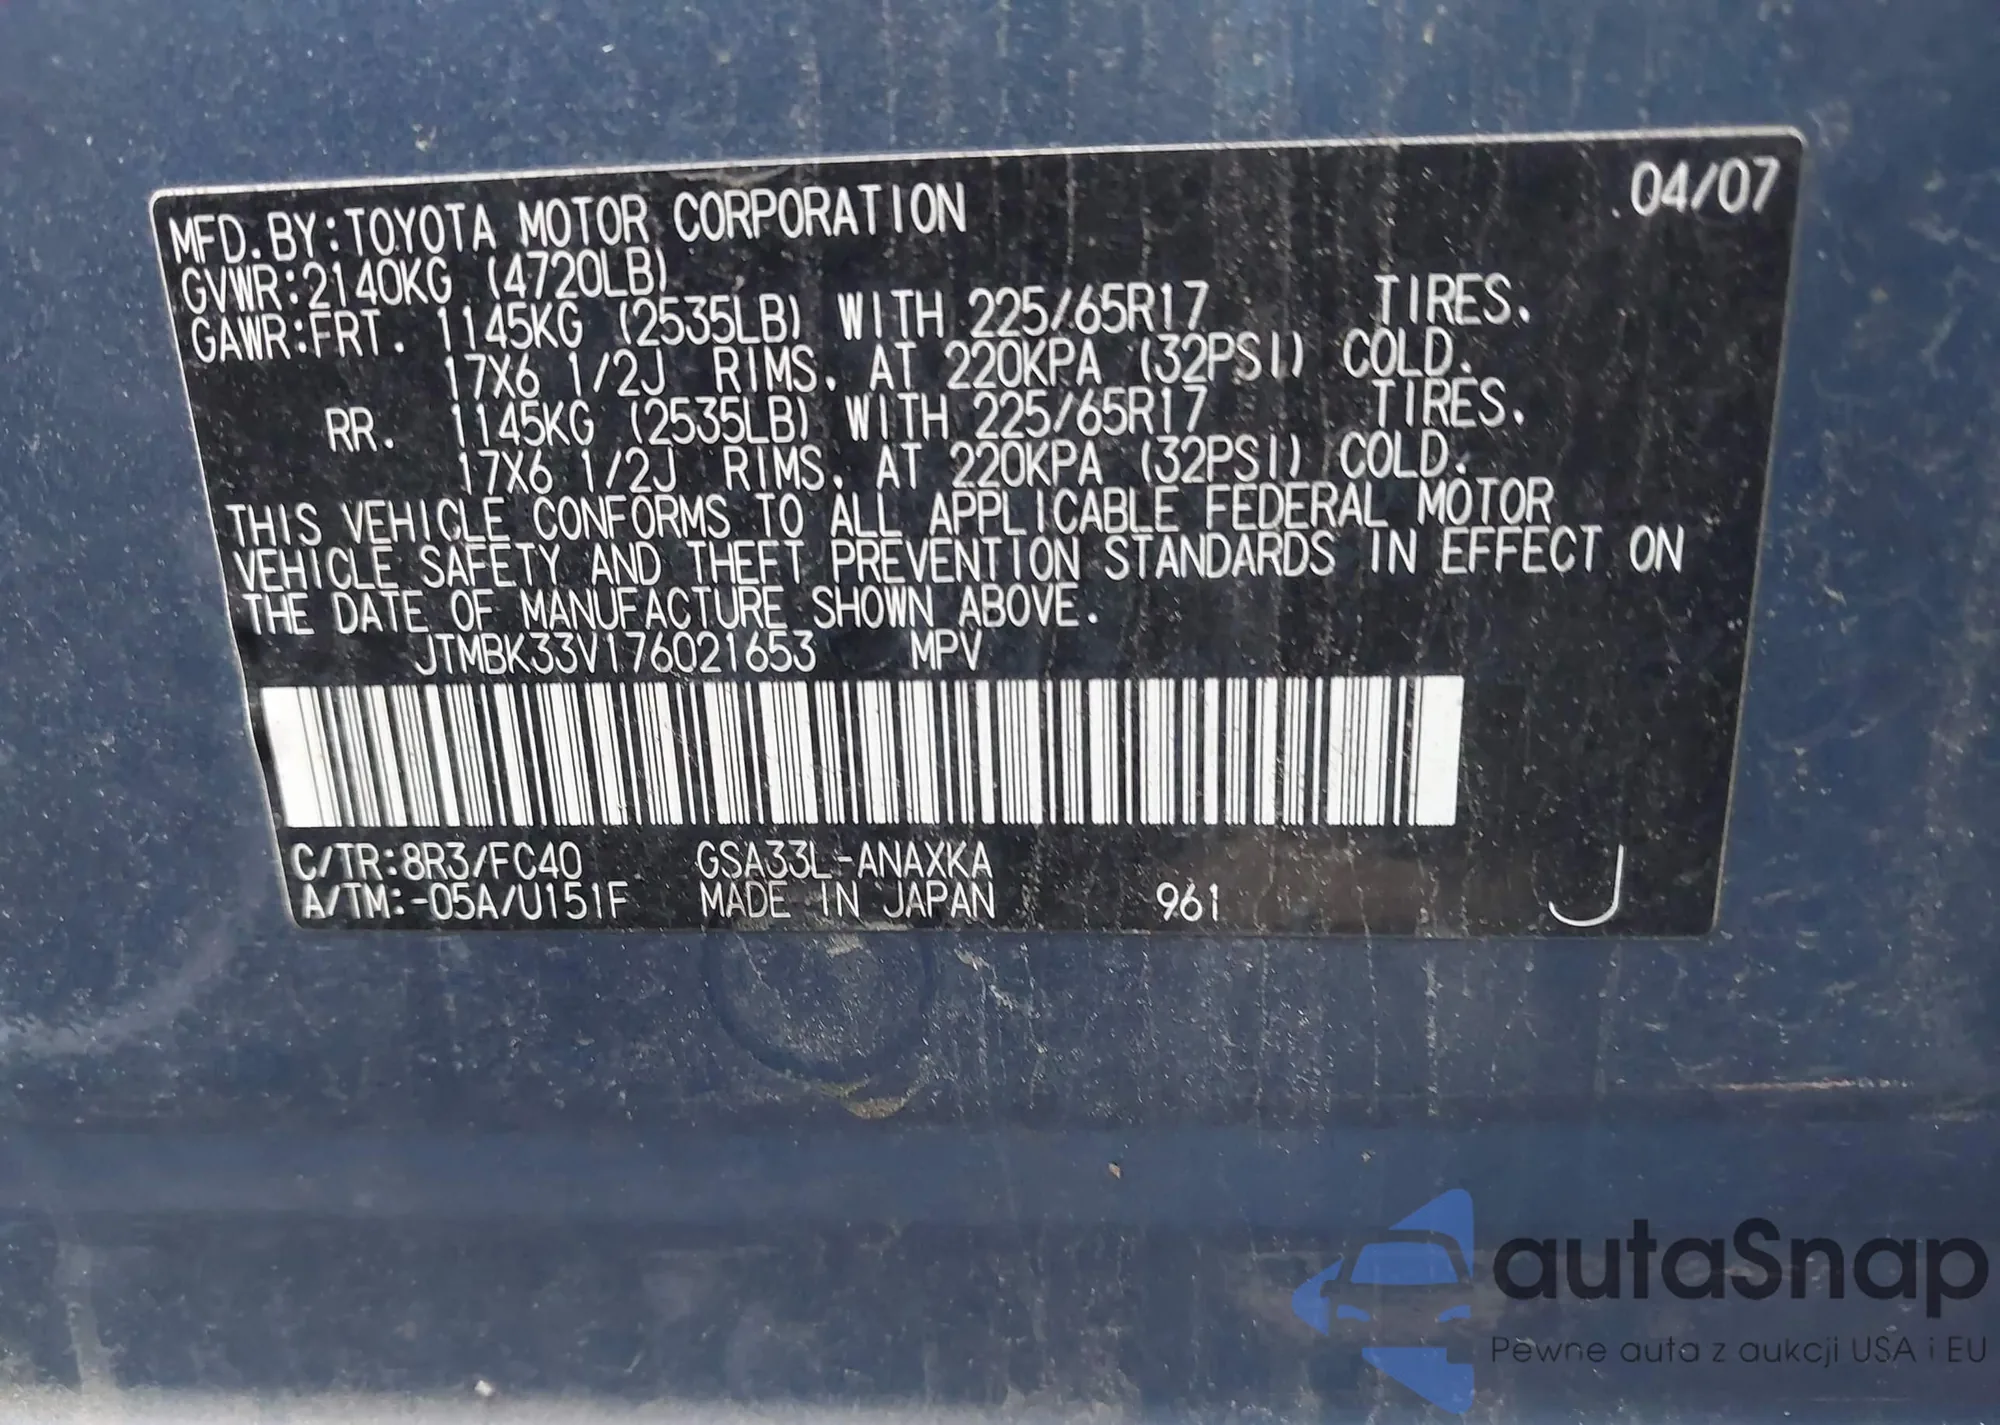 04/07
MFD. BY: TOYOTA MOTOR CORPORATION
GVWR: 2140KG (4720LB)
GAWR: FRT. 1145KG (2535LB) WITH 225/65R17 TIRES.
17X6 1/2J RIMS, AT 220KPA (32PSI) COLD.
RR. 1145KG (2535LB) WITH 225/65R17 TIRES.
17X6 1/2J RIMS, AT 220KPA (32PSI) COLD.
THIS VEHICLE CONFORMS TO ALL APPLICABLE FEDERAL MOTOR
VEHICLE SAFETY AND THEFT PREVENTION STANDARDS IN EFFECT ON
THE DATE OF MANUFACTURE SHOWN ABOVE.
JTMBK33V176021653 MPV
C/TR: 8R3/FC40 GSA33L-ANAXKA
A/TM: -05A/U151F MADE IN JAPAN 961 J
autaSnap
Pewne auta z aukcji USA i EU